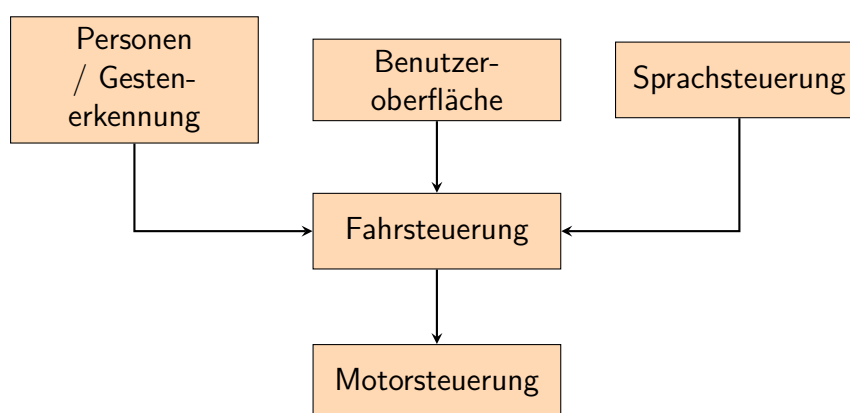 Personen
/ Gesten-
erkennung
Benutzer-
oberfläche
Sprachsteuerung
Fahrsteuerung
Motorsteuerung